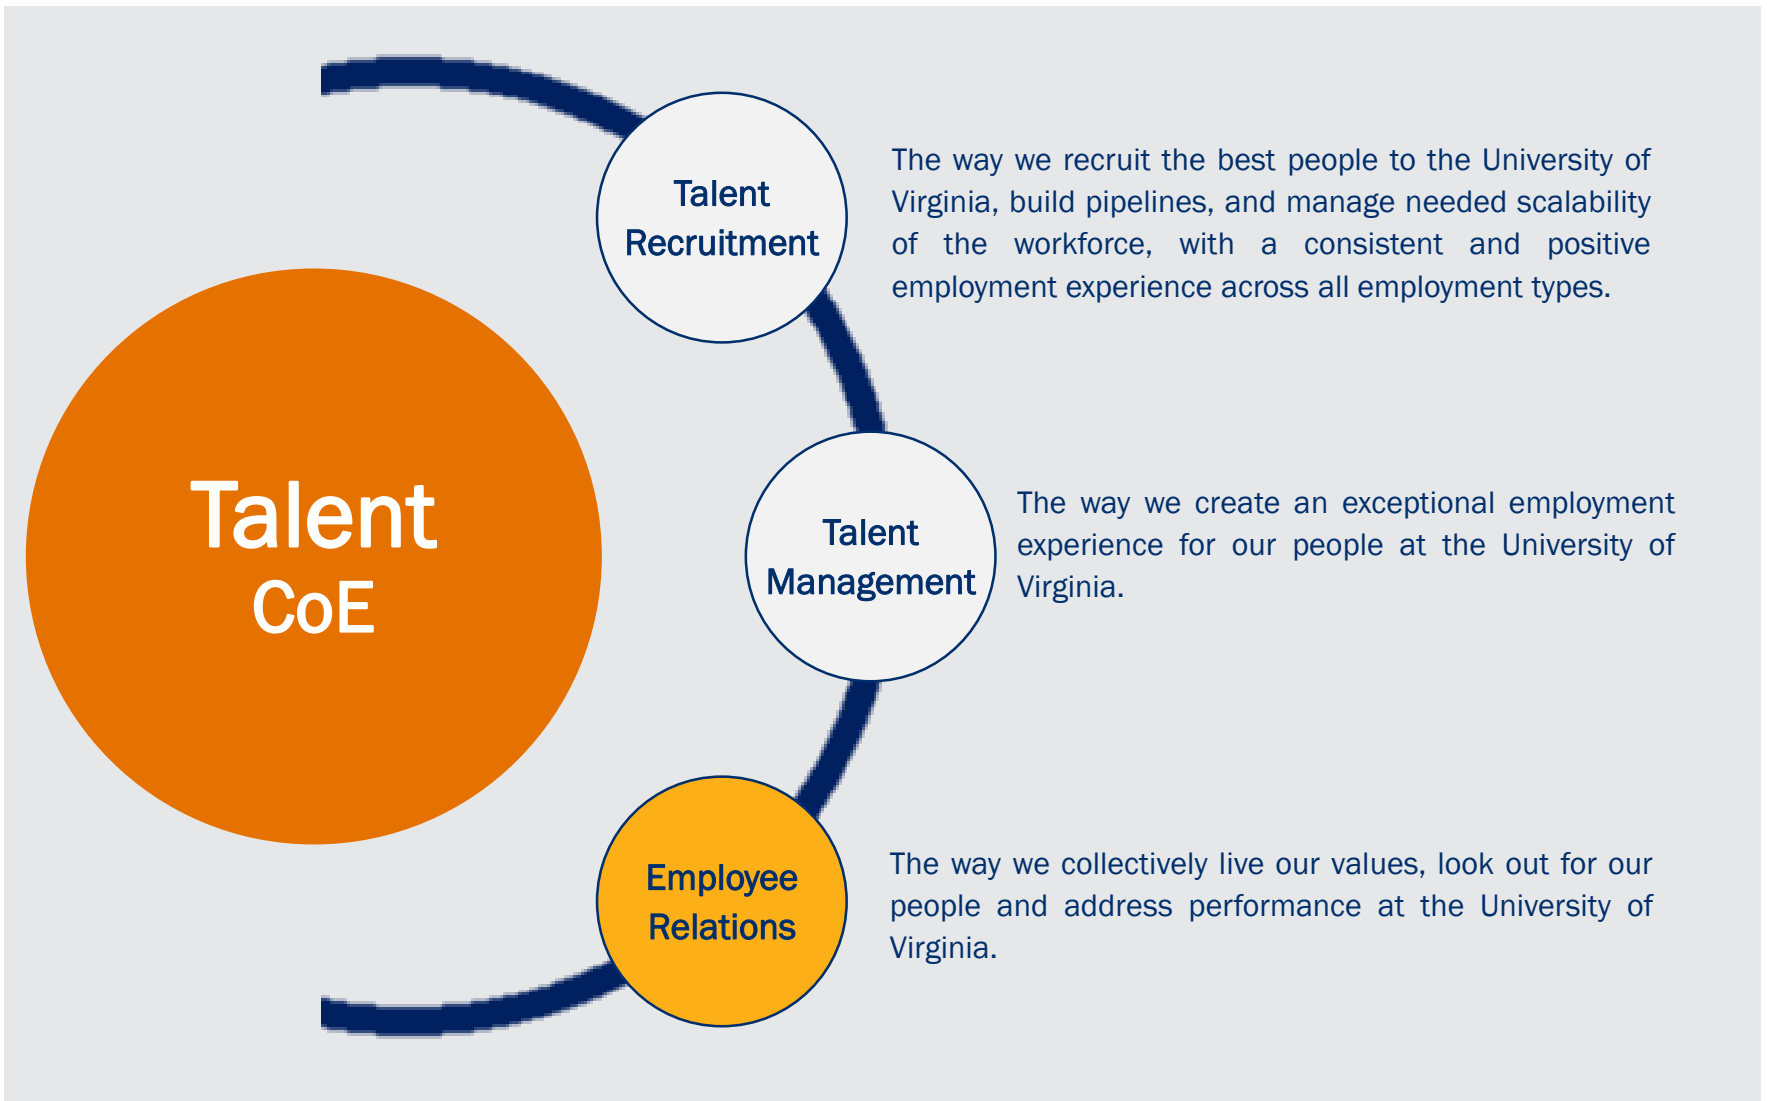 Talent
CoE
Talent
Recruitment
The way we recruit the best people to the University of
Virginia, build pipelines, and manage needed scalability
of the workforce, with a consistent and positive
employment experience across all employment types.
Talent
Management
The way we create an exceptional employment
experience for our people at the University of
Virginia.
Employee
Relations
The way we collectively live our values, look out for our
people and address performance at the University of
Virginia.